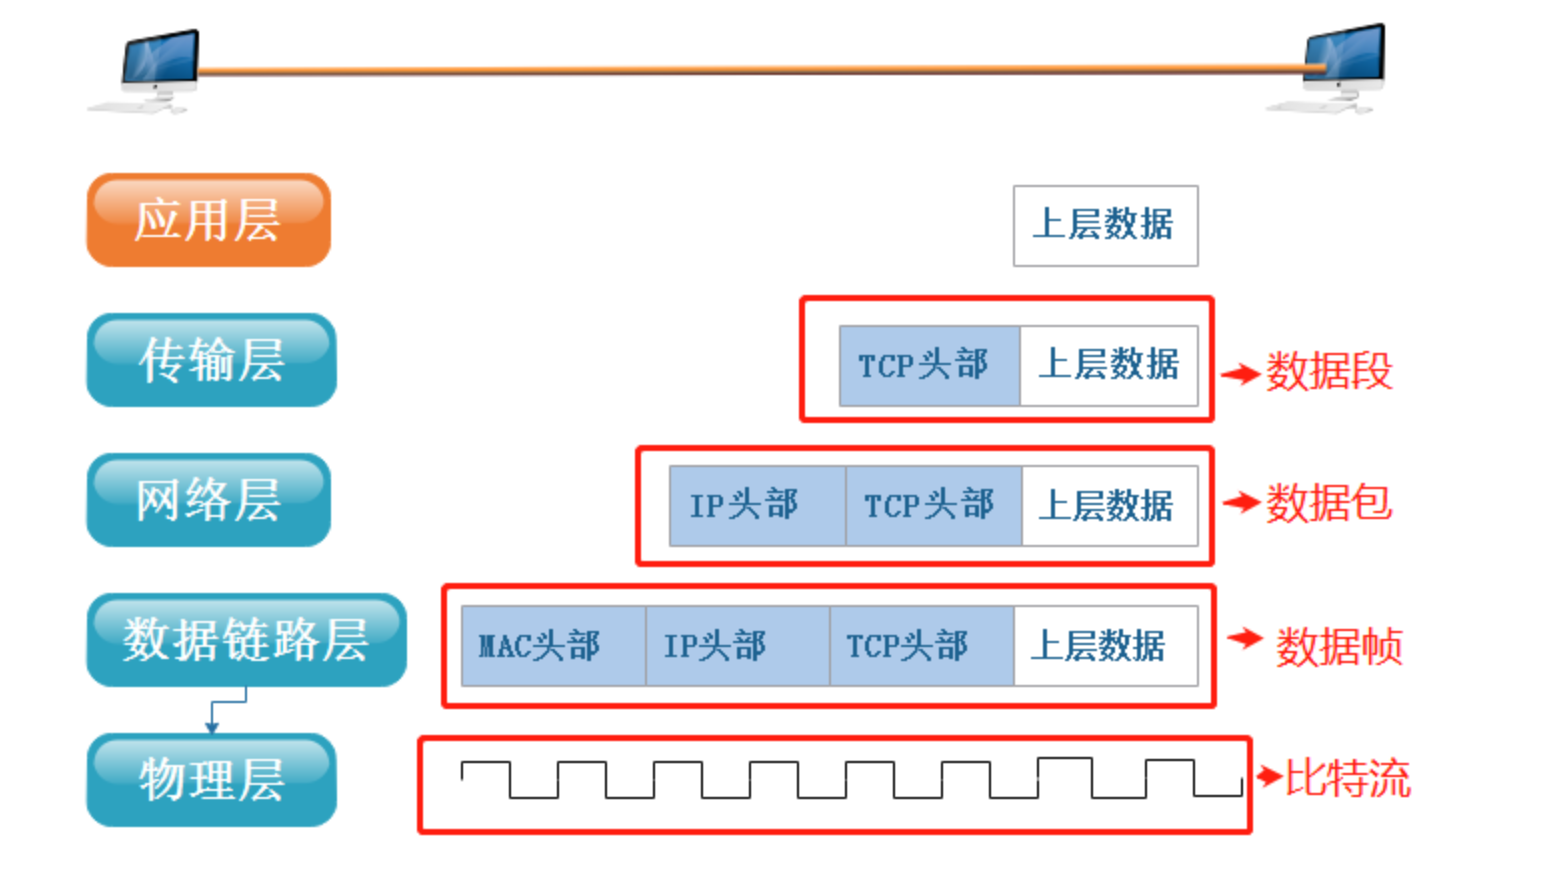 应用层
上层数据
传输层
TCP头部 上层数据
数据段
网络层
IP头部 TCP头部 上层数据
数据包
数据链路层
MAC头部 IP头部 TCP头部 上层数据
数据帧
物理层
比特流